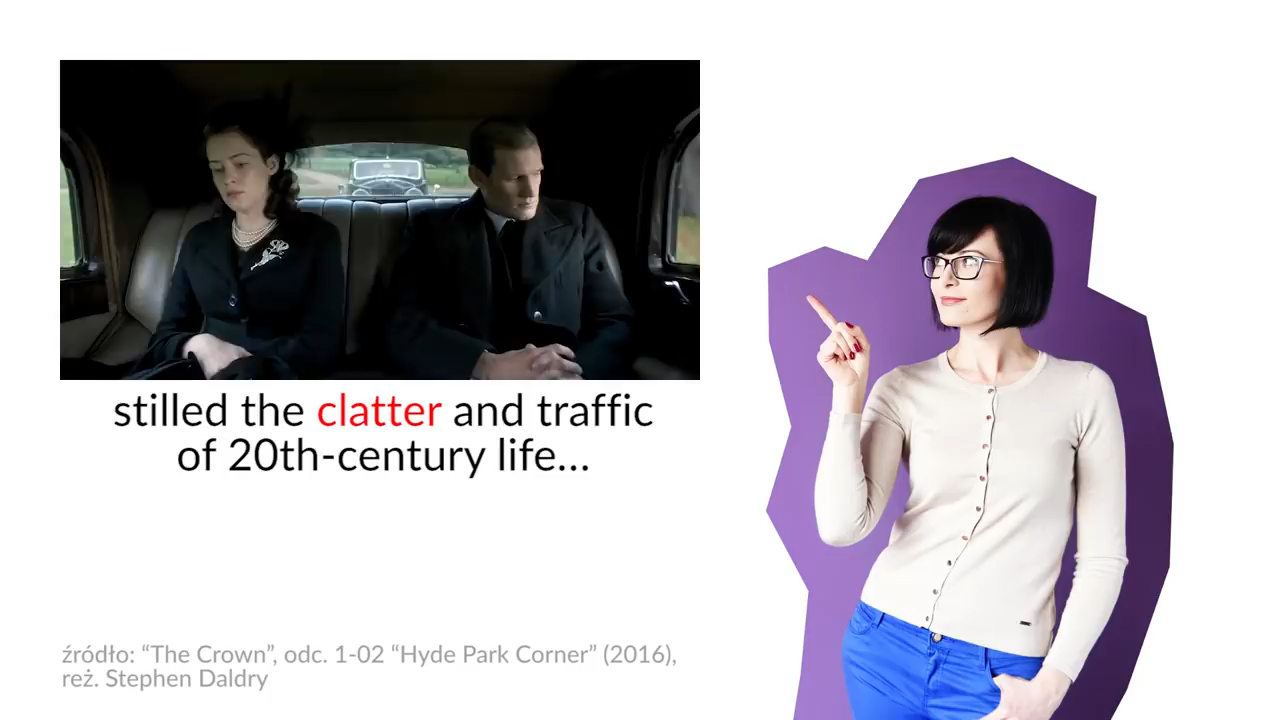 stilled the clatter and traffic
of 20th-century life...
źródło: “The Crown”, odc. 1-02 “Hyde Park Corner” (2016),
reż. Stephen Daldry